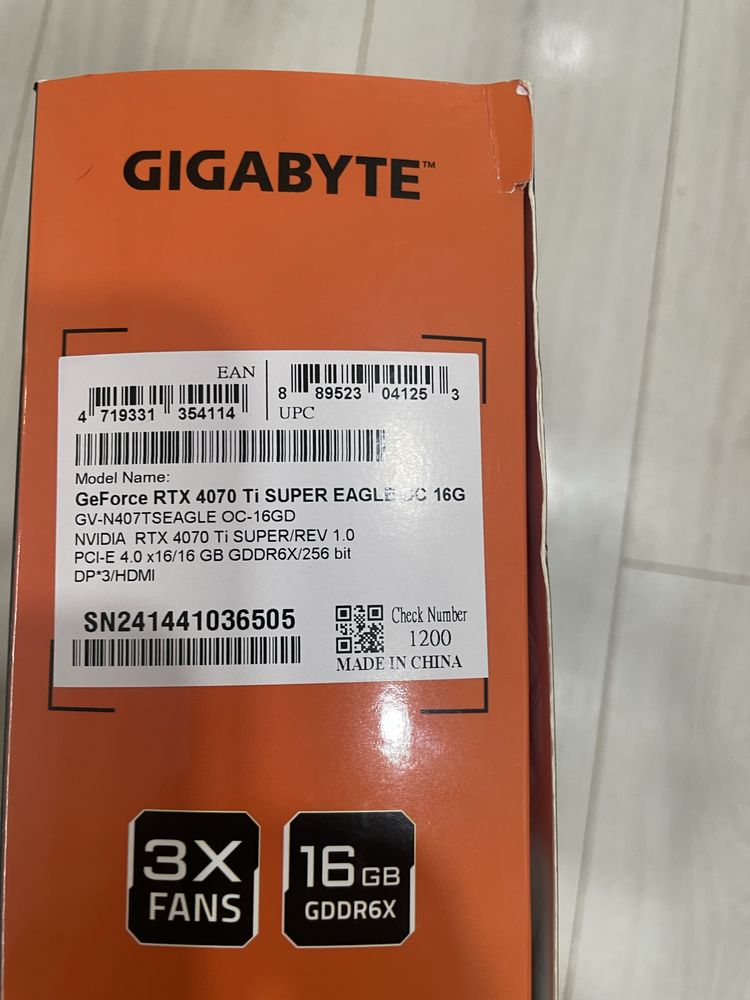 GIGABYTE™
EAN
4 719331 354114
8 89523 04125 3
UPC
Model Name:
GeForce RTX 4070 Ti SUPER EAGLE OC 16G
GV-N407TSEAGLE OC-16GD
NVIDIA RTX 4070 Ti SUPER/REV 1.0
PCI-E 4.0 x16/16 GB GDDR6X/256 bit
DP*3/HDMI
SN241441036505
Check Number
1200
MADE IN CHINA
3X
FANS
16 GB
GDDR6X